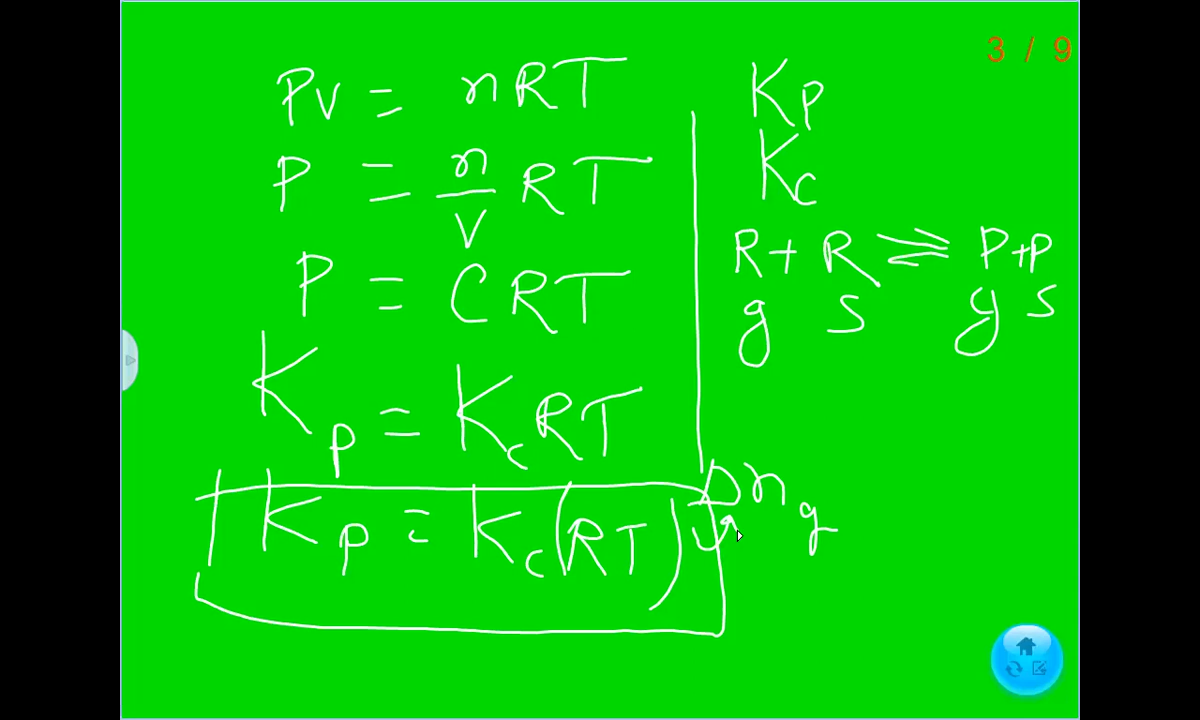 3 / 9
PV = nRT
P = n/V RT
P = CRT
Kp = KcRT
Kp = Kc(RT)Δng
Kp
Kc
R + R ⇌ P + P
g s g s